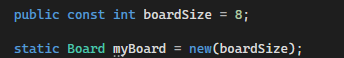 public const int boardSize = 8;
static Board myBoard = new(boardSize);